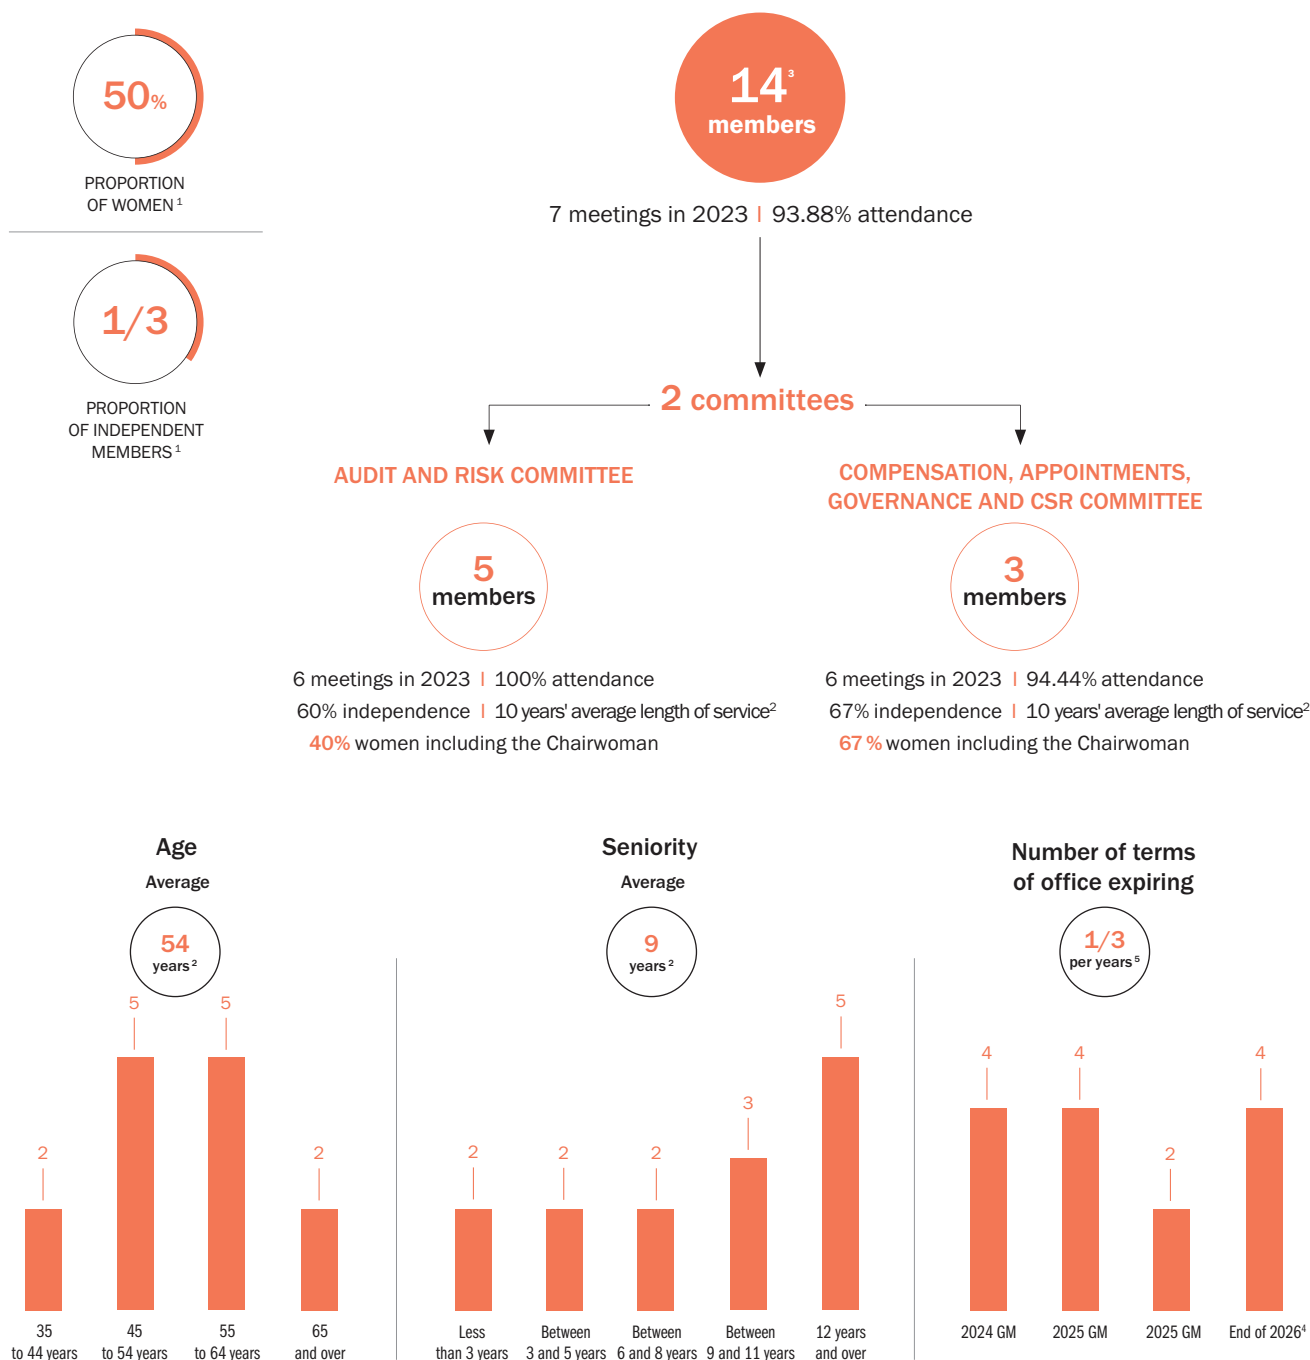 50%
PROPORTION
OF WOMEN 1
1/3
PROPORTION
OF INDEPENDENT
MEMBERS 1
14 3
members
7 meetings in 2023 | 93.88% attendance
2 committees
AUDIT AND RISK COMMITTEE
5
members
6 meetings in 2023 | 100% attendance
60% independence | 10 years' average length of service2
40% women including the Chairwoman
COMPENSATION, APPOINTMENTS,
GOVERNANCE AND CSR COMMITTEE
3
members
6 meetings in 2023 | 94.44% attendance
67% independence | 10 years' average length of service2
67 % women including the Chairwoman
Age
Average
54
years 2
2
5
5
2
35
to 44 years
45
to 54 years
55
to 64 years
65
and over
Seniority
Average
9
years 2
2
2
2
3
5
Less
than 3 years
Between
3 and 5 years
Between
6 and 8 years
Between
9 and 11 years
12 years
and over
Number of terms
of office expiring
1/3
per years 5
4
4
2
4
2024 GM
2025 GM
2025 GM
End of 20264